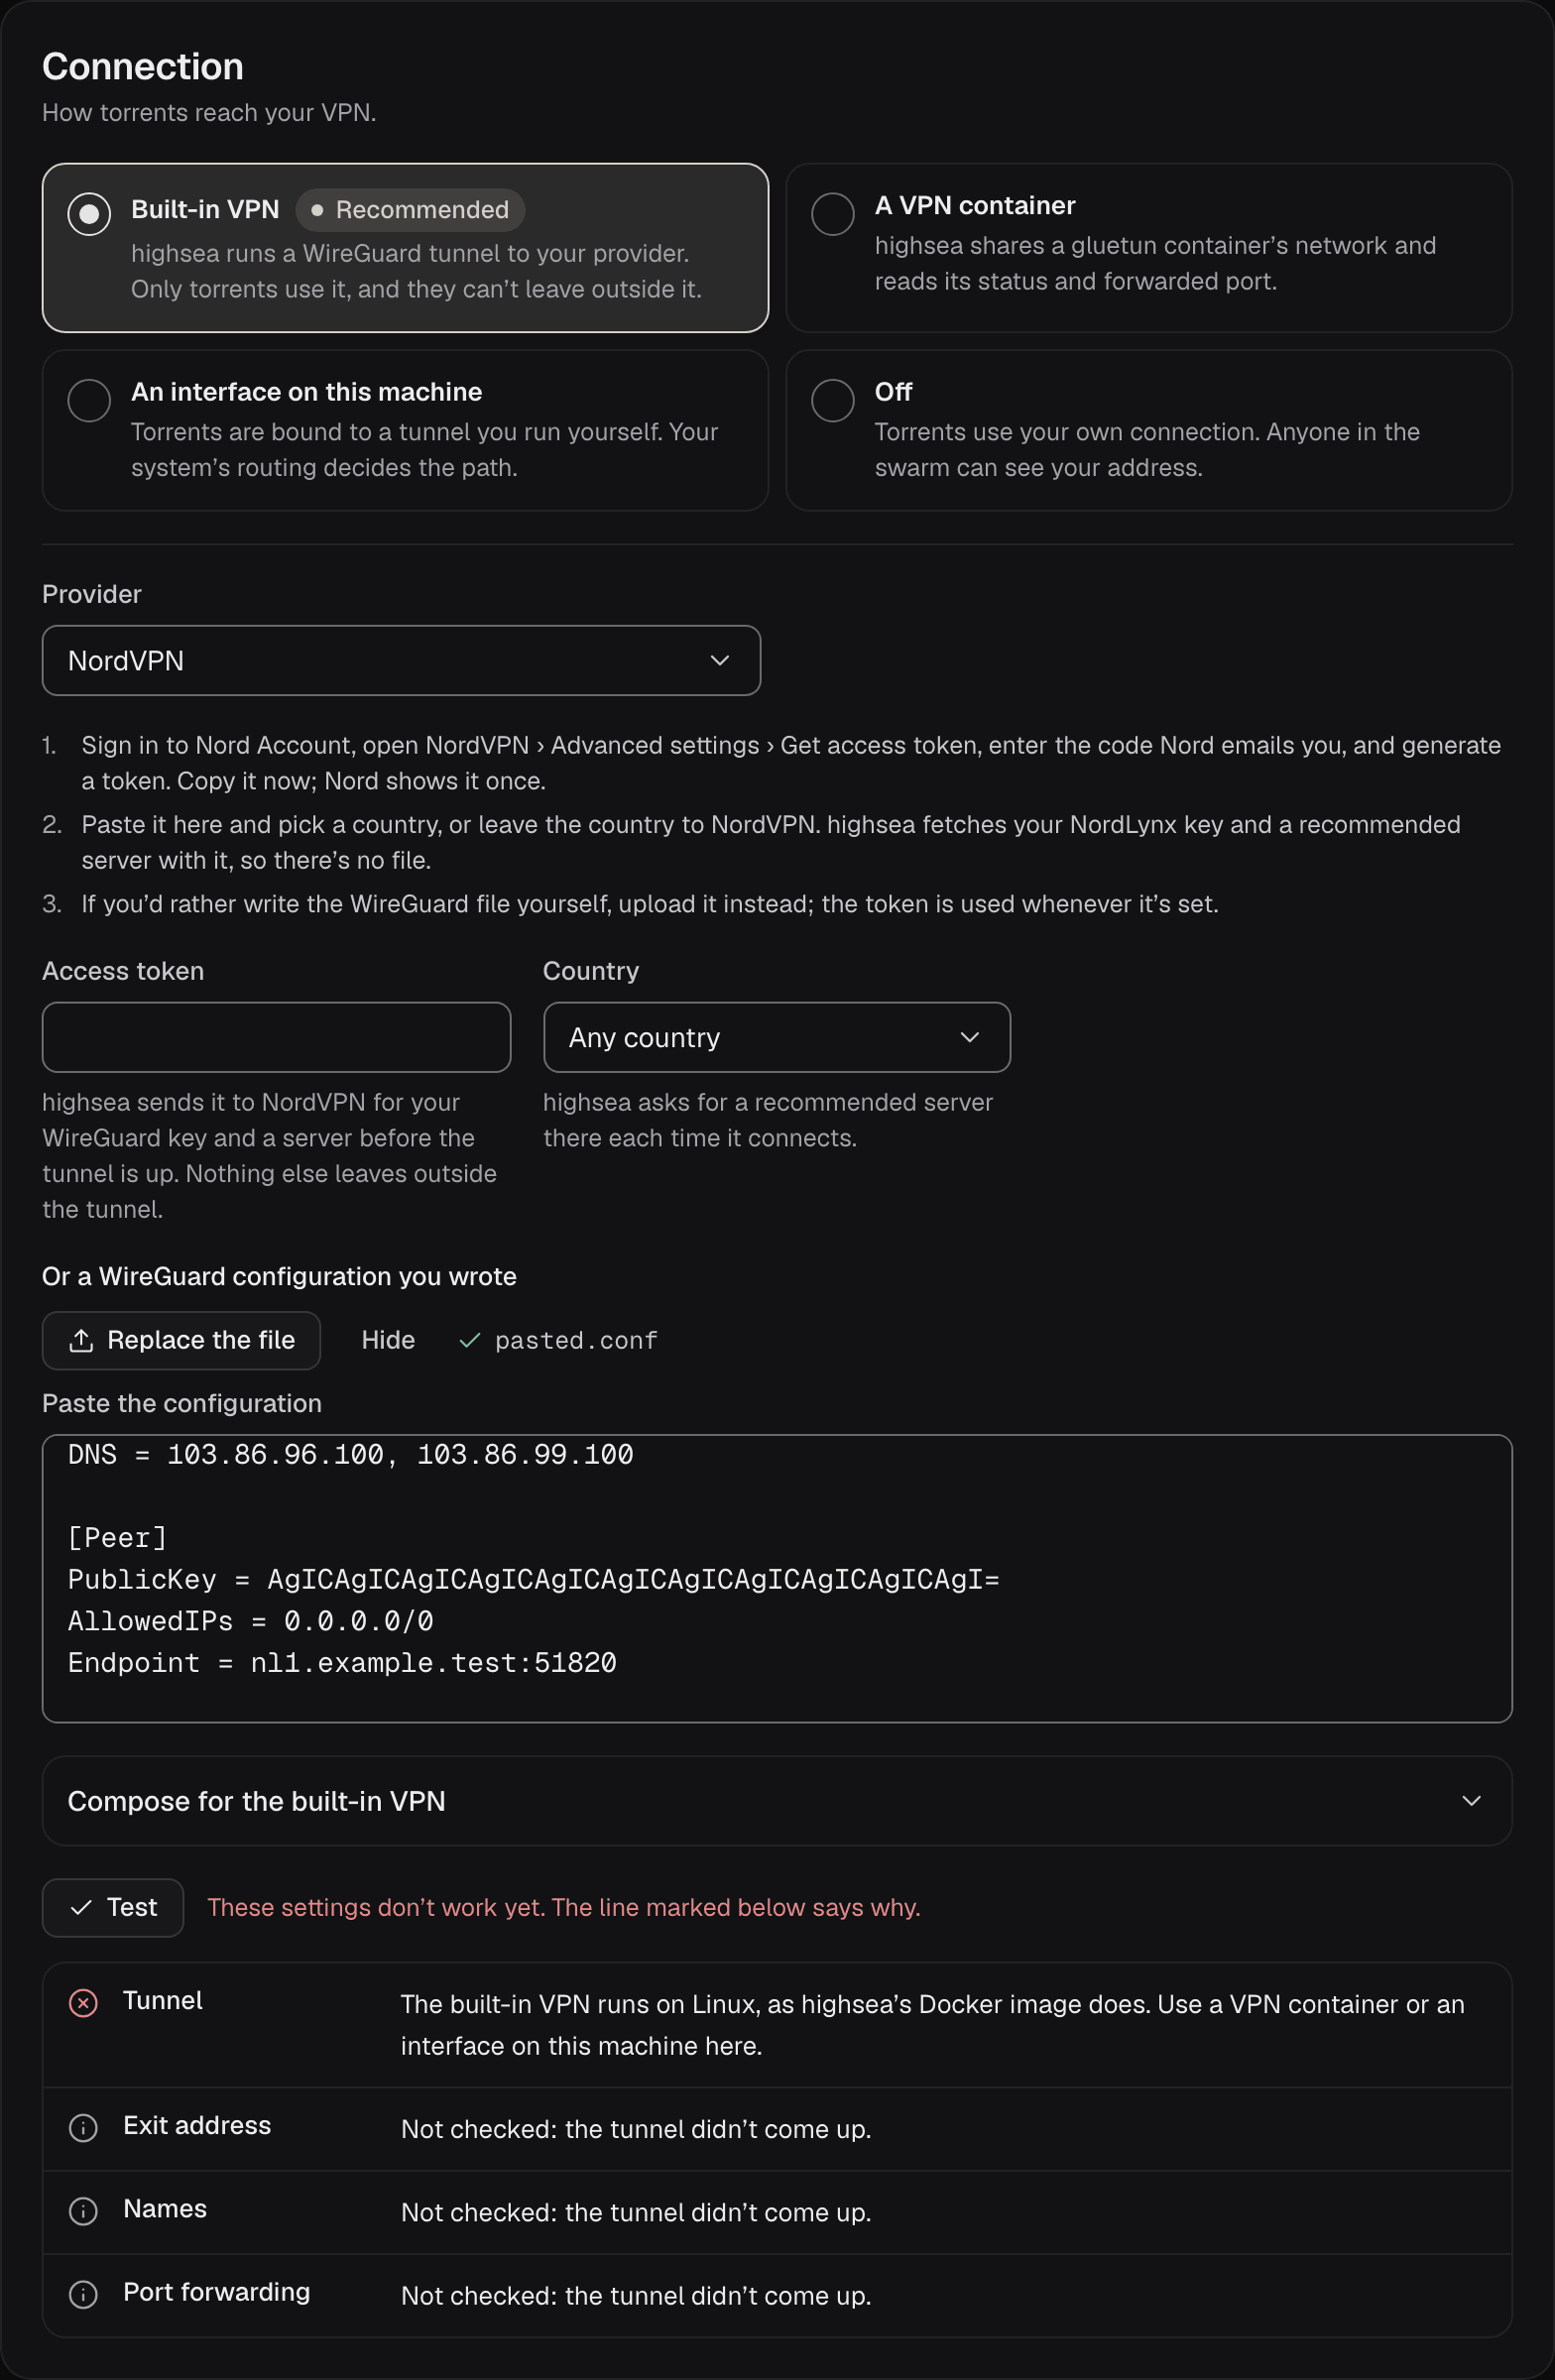 Connection
How torrents reach your VPN.
Built-in VPN
Recommended
highsea runs a WireGuard tunnel to your provider.
Only torrents use it, and they can’t leave outside it.
A VPN container
highsea shares a gluetun container’s network and
reads its status and forwarded port.
An interface on this machine
Torrents are bound to a tunnel you run yourself. Your
system’s routing decides the path.
Off
Torrents use your own connection. Anyone in the
swarm can see your address.
Provider
NordVPN
1. Sign in to Nord Account, open NordVPN › Advanced settings › Get access token, enter the code Nord emails you, and generate
a token. Copy it now; Nord shows it once.
2. Paste it here and pick a country, or leave the country to NordVPN. highsea fetches your NordLynx key and a recommended
server with it, so there’s no file.
3. If you’d rather write the WireGuard file yourself, upload it instead; the token is used whenever it’s set.
Access token
highsea sends it to NordVPN for your
WireGuard key and a server before the
tunnel is up. Nothing else leaves outside
the tunnel.
Country
Any country
highsea asks for a recommended server
there each time it connects.
Or a WireGuard configuration you wrote
Replace the file
Hide
pasted.conf
Paste the configuration
DNS = 103.86.96.100, 103.86.99.100
[Peer]
PublicKey = AgICAgICAgICAgICAgICAgICAgICAgICAgICAgICAgI=
AllowedIPs = 0.0.0.0/0
Endpoint = nl1.example.test:51820
Compose for the built-in VPN
Test
These settings don’t work yet. The line marked below says why.
Tunnel
The built-in VPN runs on Linux, as highsea’s Docker image does. Use a VPN container or an
interface on this machine here.
Exit address
Not checked: the tunnel didn’t come up.
Names
Not checked: the tunnel didn’t come up.
Port forwarding
Not checked: the tunnel didn’t come up.